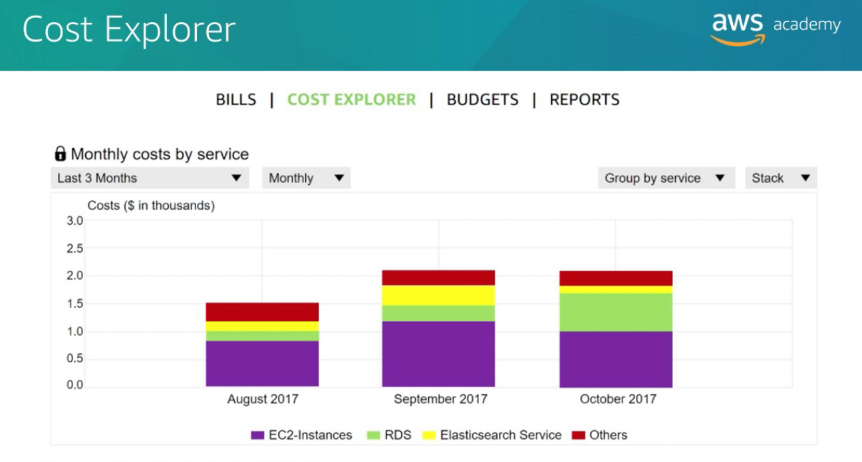 Cost Explorer
aws academy
BILLS | COST EXPLORER | BUDGETS | REPORTS
Monthly costs by service
Last 3 Months Monthly Group by service Stack
Costs ($ in thousands)
3.0
2.5
2.0
1.5
1.0
0.5
0.0
August 2017 September 2017 October 2017
EC2-Instances RDS Elasticsearch Service Others